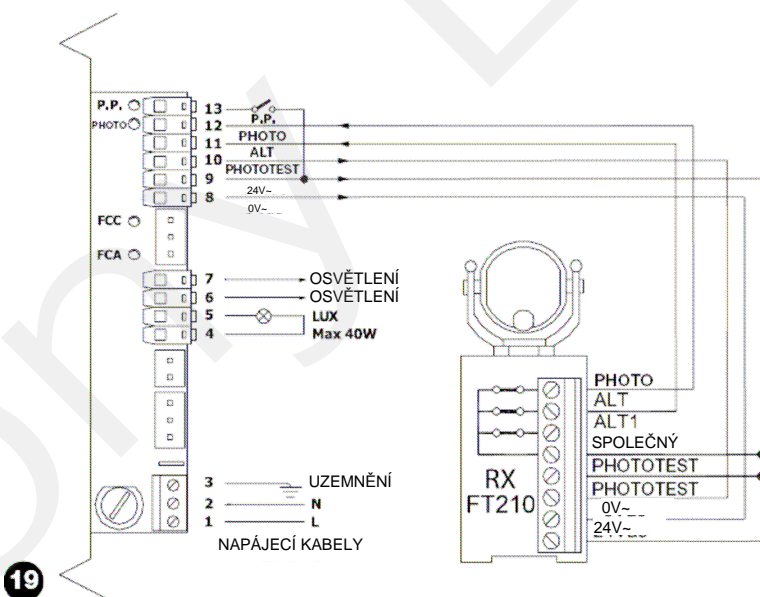 P.P.
PHOTO
13
P.P.
12
PHOTO
11
ALT
10
PHOTOTEST
9
24V~
8
0V~
FCC
FCA
7 OSVĚTLENÍ
6 OSVĚTLENÍ
5 LUX
4 Max 40W
3 UZEMNĚNÍ
2 N
1 L
NAPÁJECÍ KABELY
RX
FT210
PHOTO
ALT
ALT1
SPOLEČNÝ
PHOTOTEST
PHOTOTEST
0V~
24V~
19